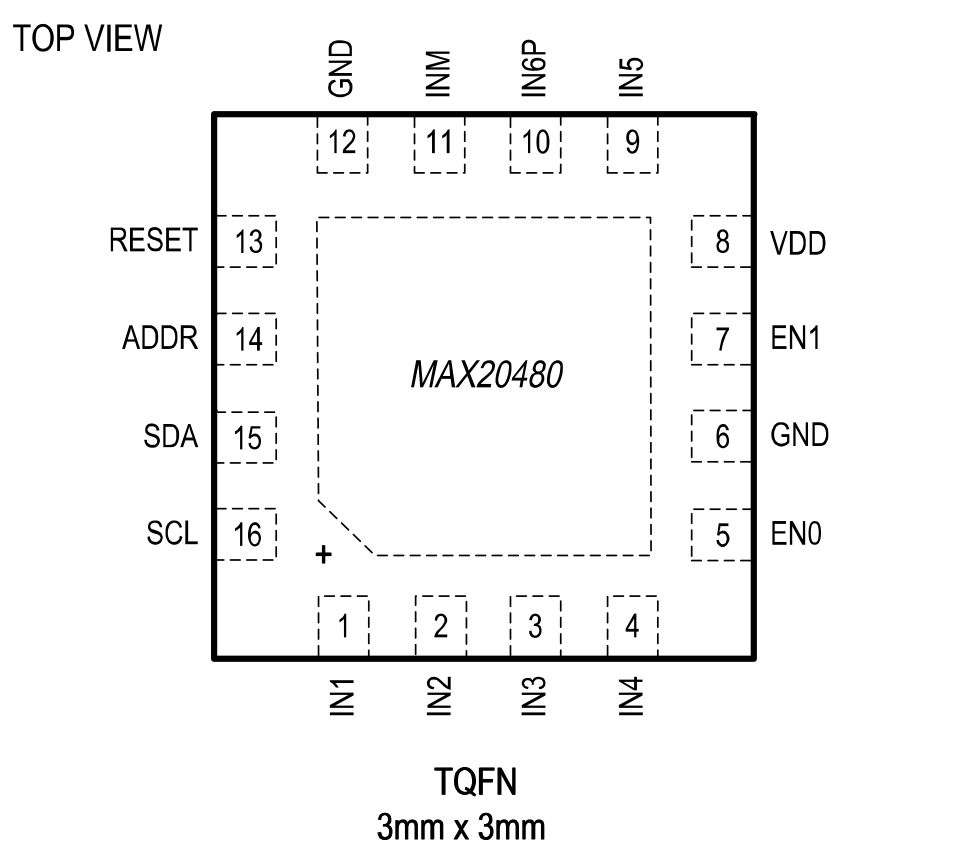 TOP VIEW
GND INM IN6P IN5
12 11 10 9
RESET 13 8 VDD
ADDR 14 7 EN1
MAX20480
SDA 15 6 GND
SCL 16 5 EN0
+
1 2 3 4
IN1 IN2 IN3 IN4
TQFN
3mm x 3mm